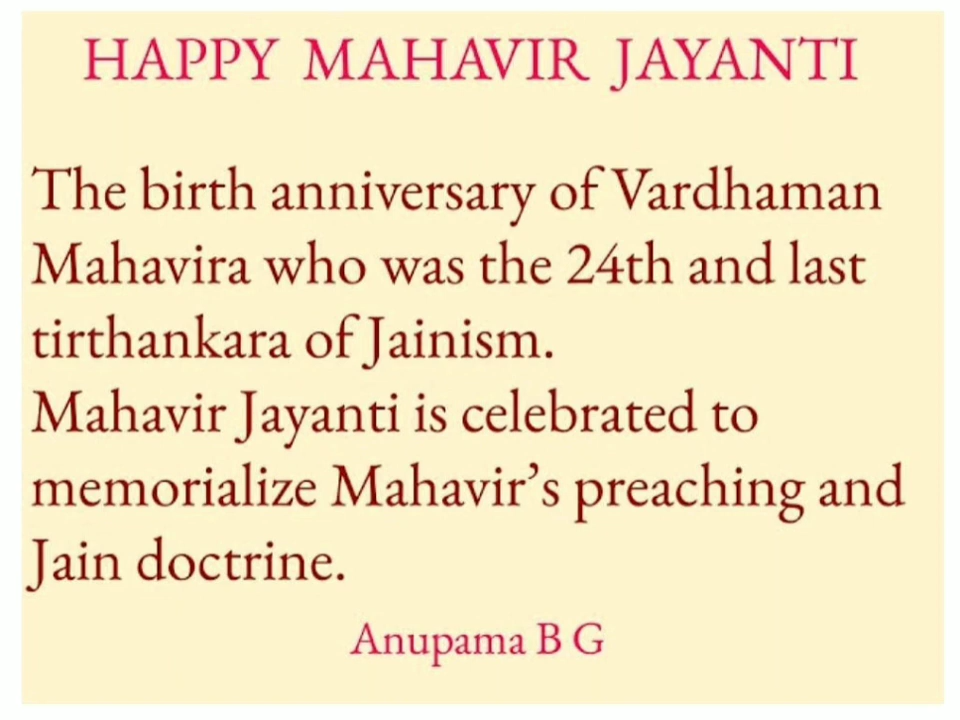 HAPPY MAHAVIR JAYANTI
The birth anniversary of Vardhaman
Mahavira who was the 24th and last
tirthankara of Jainism.
Mahavir Jayanti is celebrated to
memorialize Mahavir’s preaching and
Jain doctrine.
Anupama B G